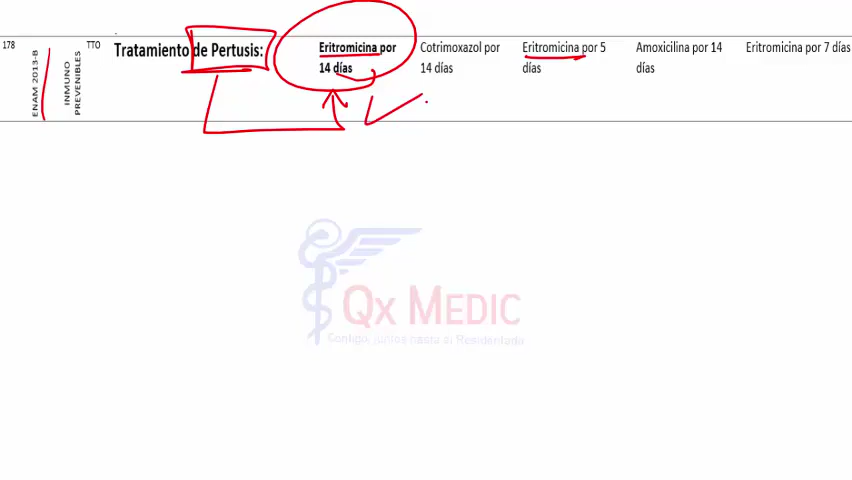 178
ENAM 2013-B
INMUNO
PREVENIBLES
TTO
Tratamiento de Pertusis:
Eritromicina por
14 días
Cotrimoxazol por
14 días
Eritromicina por 5
días
Amoxicilina por 14
días
Eritromicina por 7 días
Qx MEDIC
Contigo, juntos hasta el Residentado